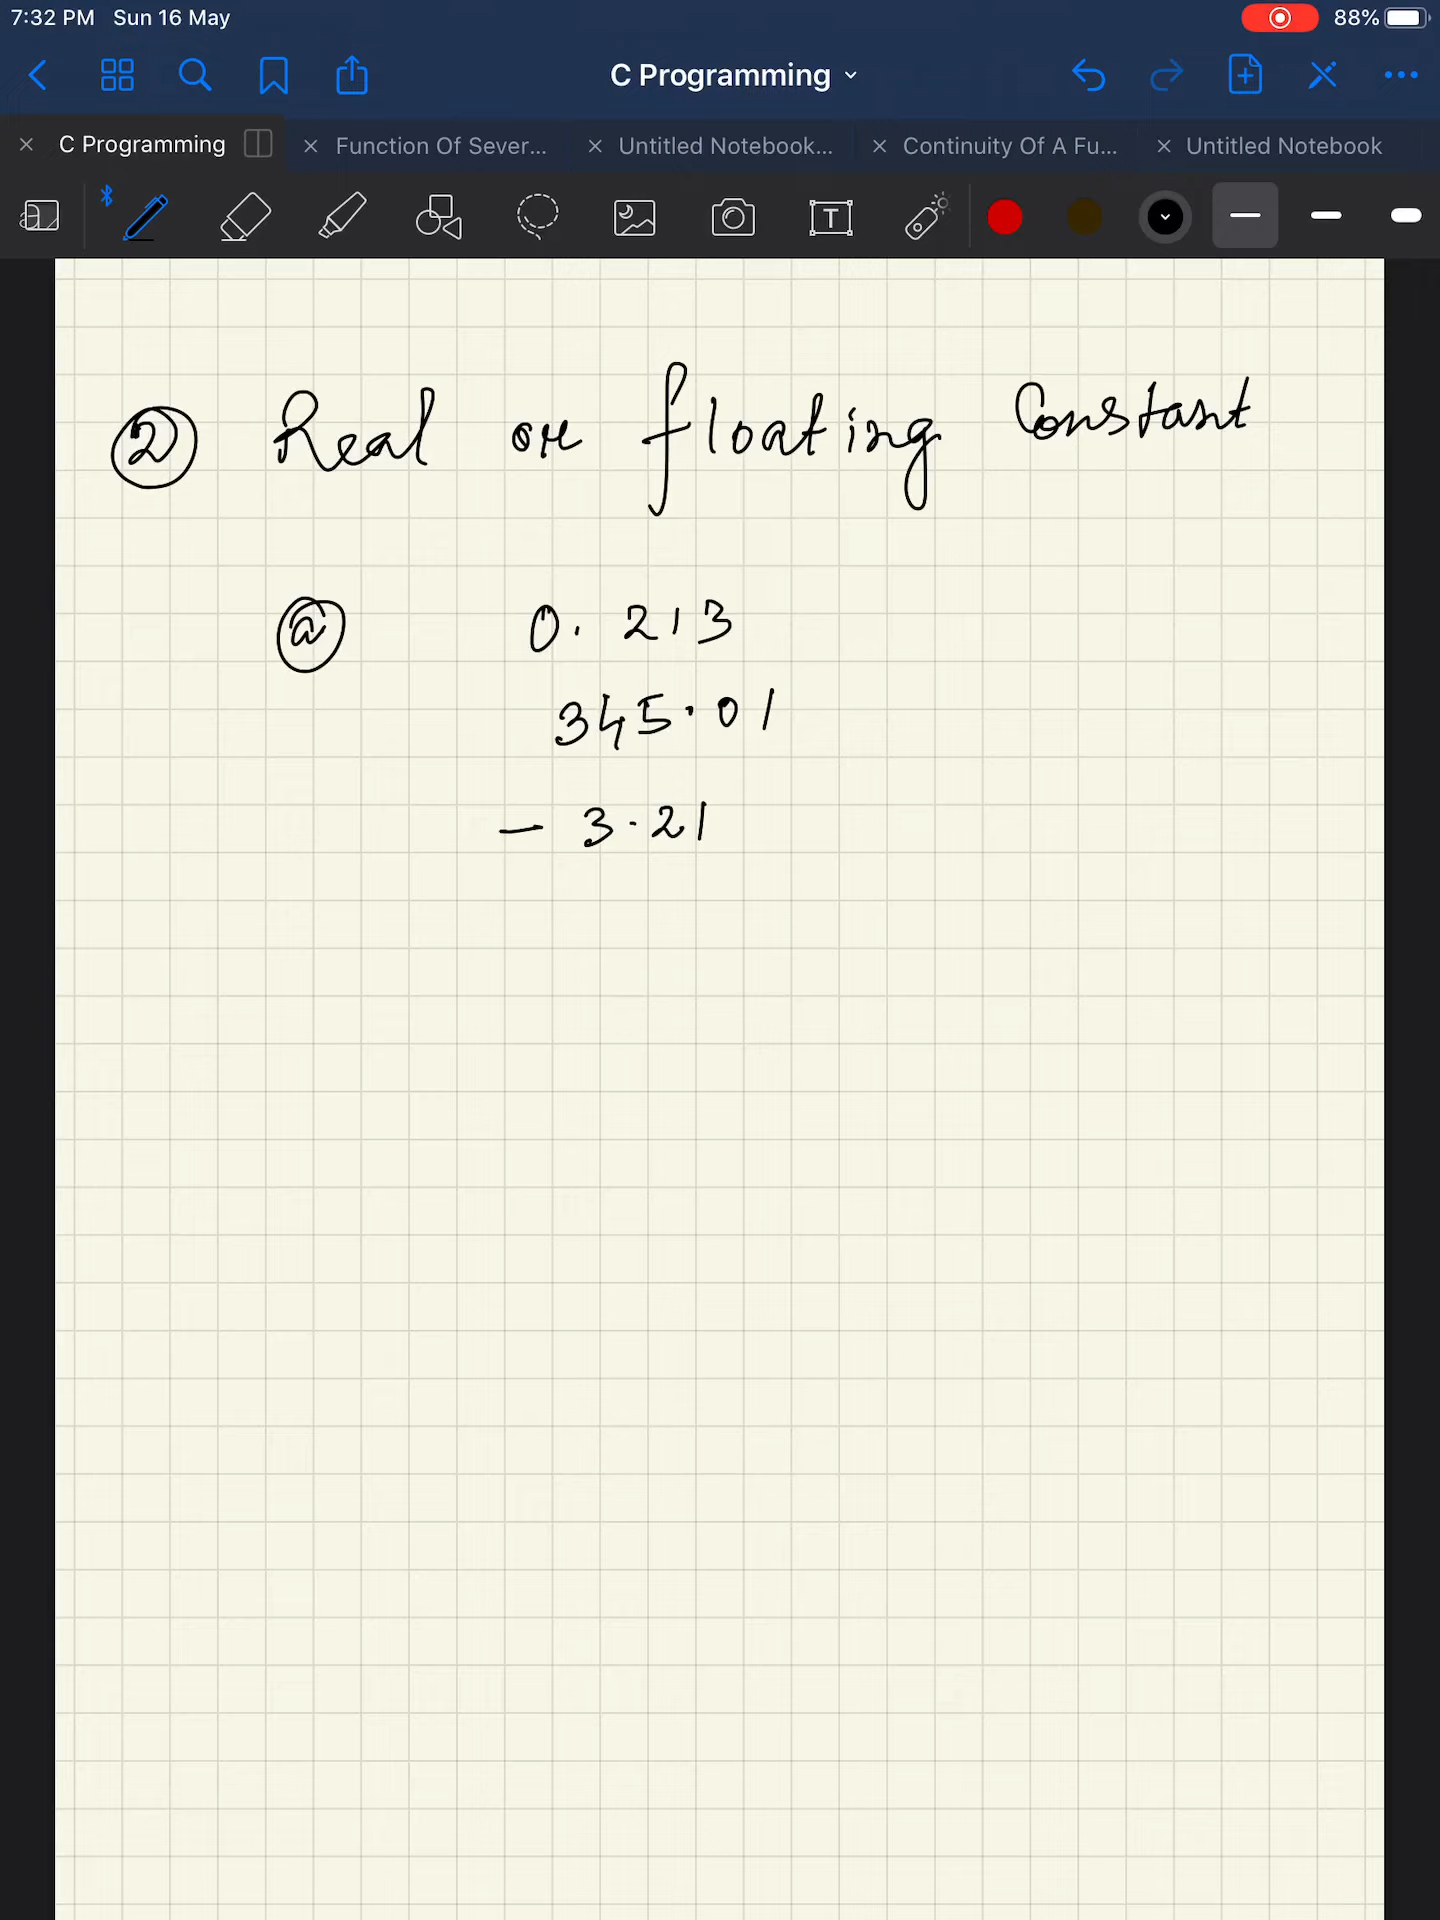 7:32 PM Sun 16 May 88%
C Programming
C Programming Function Of Sever... Untitled Notebook... Continuity Of A Fu... Untitled Notebook
② Real or floating Constant
ⓐ 0.213
345.01
- 3.21